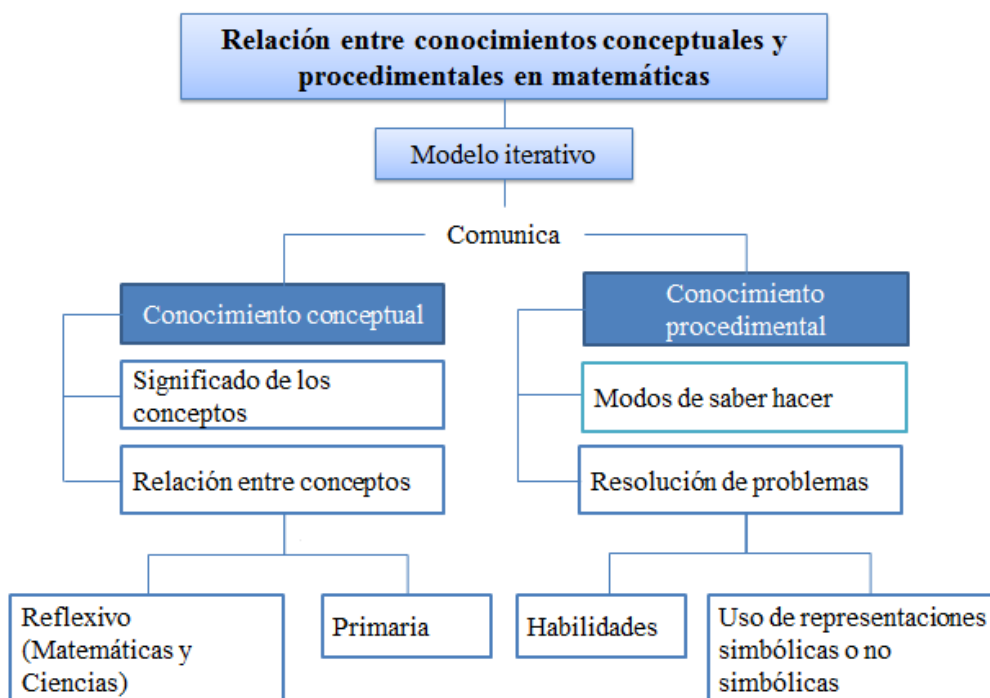 Relación entre conocimientos conceptuales y
procedimentales en matemáticas
Modelo iterativo
Comunica
Conocimiento conceptual
Significado de los
conceptos
Relación entre conceptos
Reflexivo
(Matemáticas y
Ciencias)
Primaria
Conocimiento
procedimental
Modos de saber hacer
Resolución de problemas
Habilidades
Uso de representaciones
simbólicas o no
simbólicas